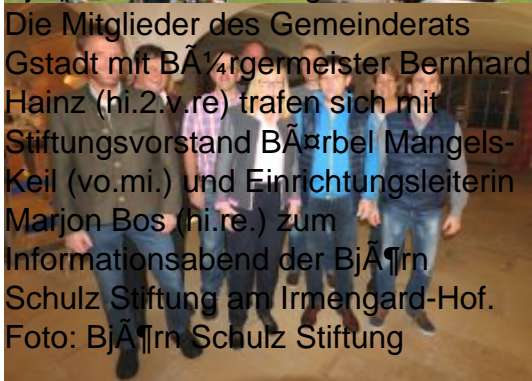 Die Mitglieder des Gemeinderats
Gstadt mit BÃ¼rgermeister Bernhard
Hainz (hi.2.v.re) trafen sich mit
Stiftungsvorstand BÃ¤rbel Mangels-
Keil (vo.mi.) und Einrichtungsleiterin
Marjon Bos (hi.re.) zum
Informationsabend der BjÃ¶rn
Schulz Stiftung am Irmengard-Hof.
Foto: BjÃ¶rn Schulz Stiftung